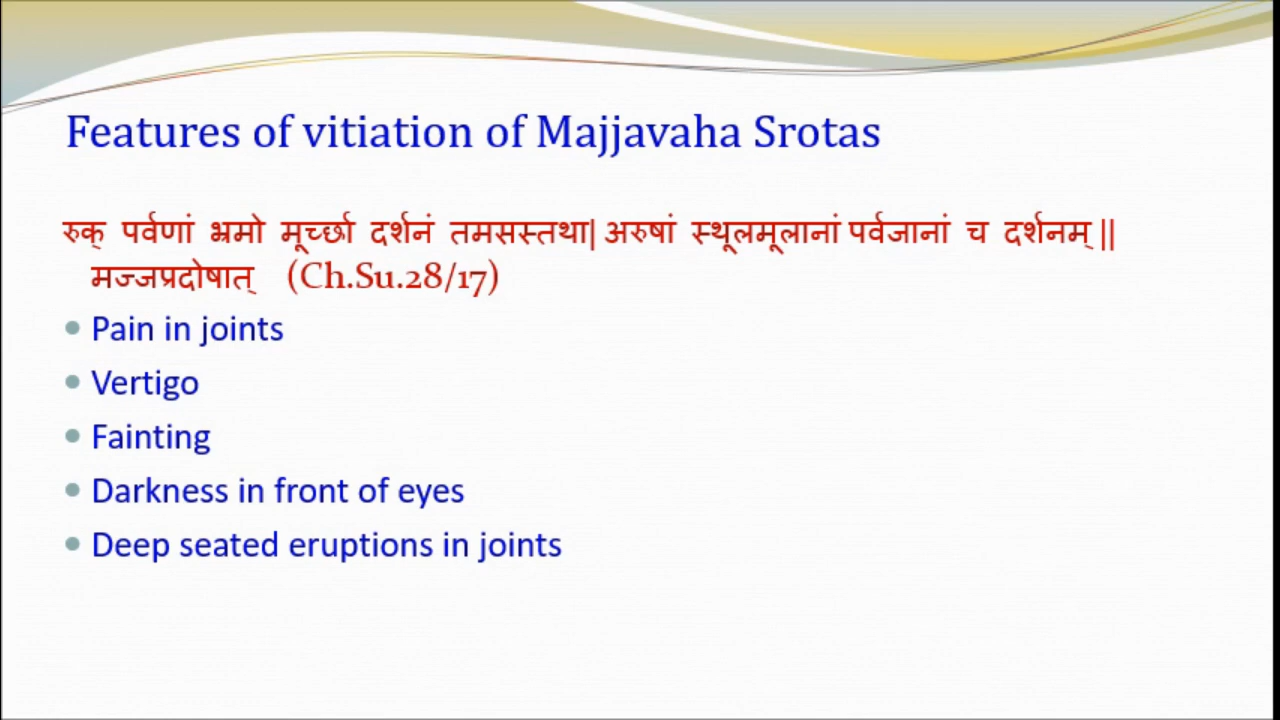 Features of vitiation of Majjavaha Srotas
रुक् पर्वणां भ्रमो मूर्च्छा दर्शनं तमसस्तथा| अरुषां स्थूलमूलानां पर्वजानां च दर्शनम् ||
मज्जप्रदोषात् (Ch.Su.28/17)
• Pain in joints
• Vertigo
• Fainting
• Darkness in front of eyes
• Deep seated eruptions in joints